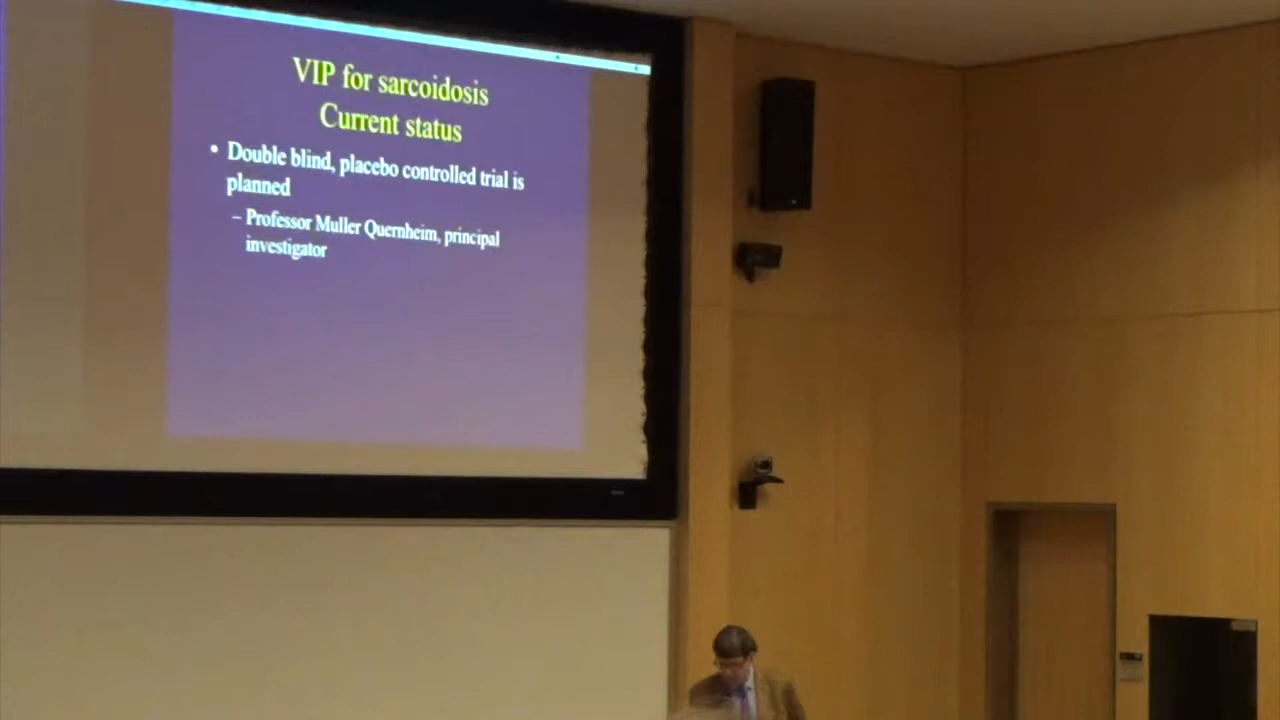 VIP for sarcoidosis
Current status
• Double blind, placebo controlled trial is
planned
– Professor Muller Quernheim, principal
investigator